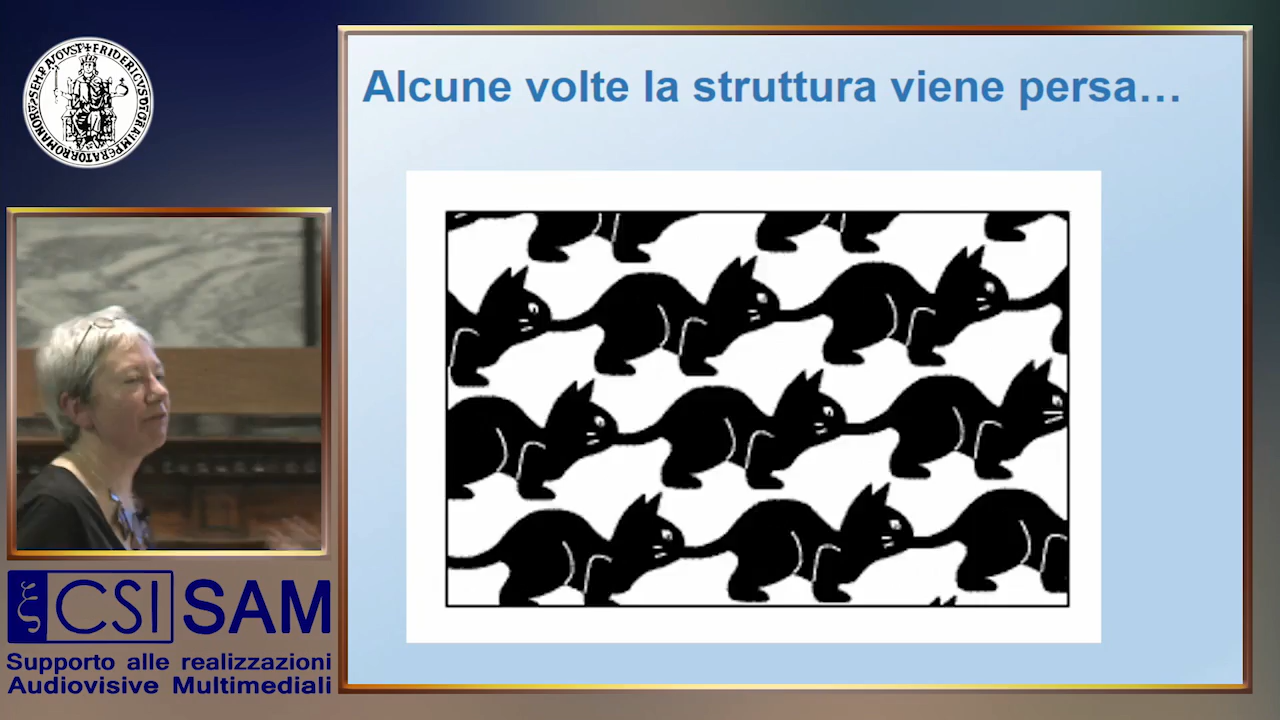 Alcune volte la struttura viene persa…
CSI SAM
Supporto alle realizzazioni
Audiovisive Multimediali